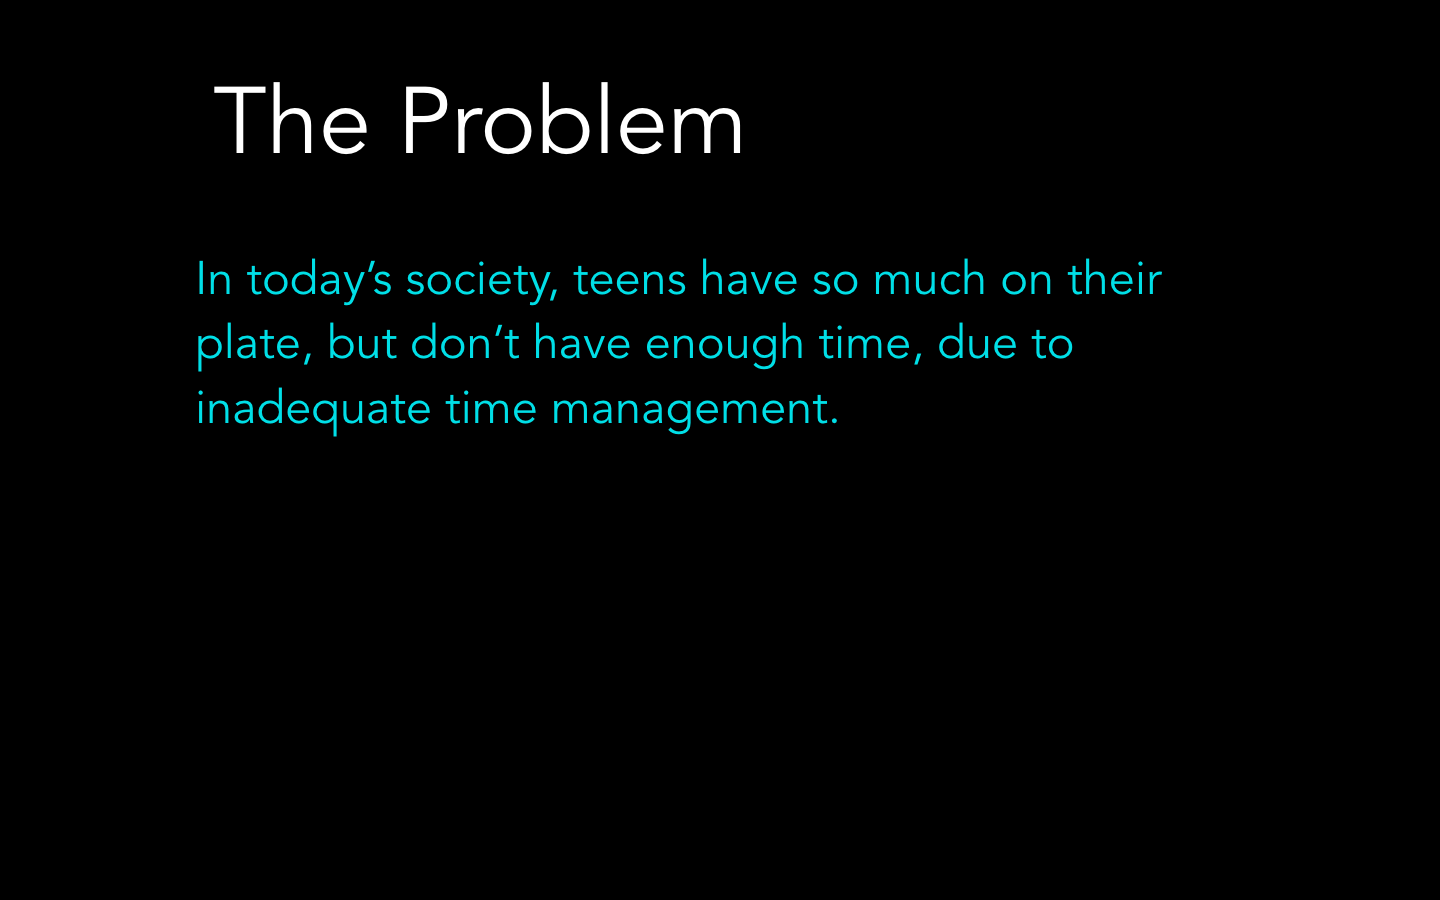 The Problem
In today’s society, teens have so much on their
plate, but don’t have enough time, due to
inadequate time management.